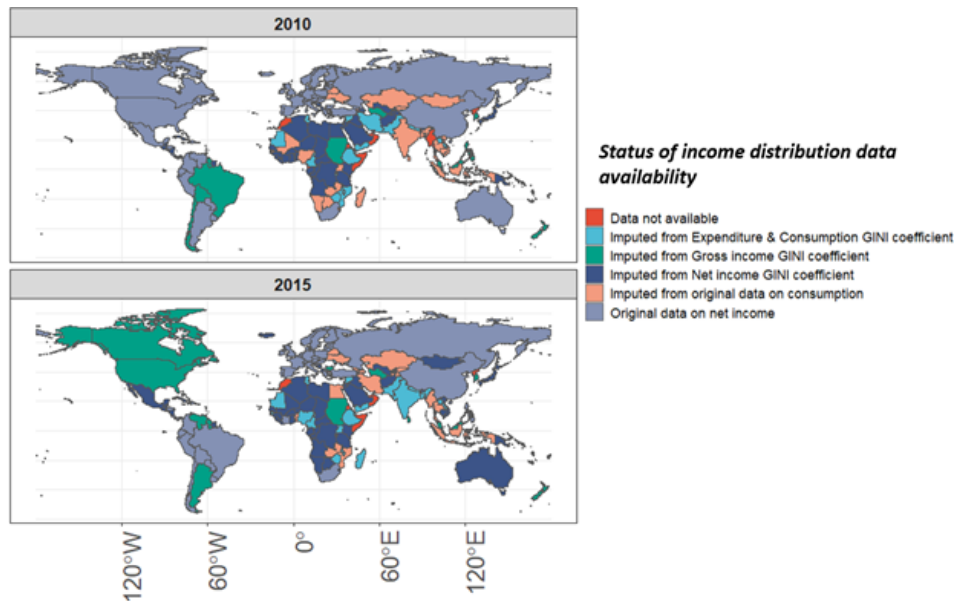 2010
2015
120°W
60°W
0°
60°E
120°E
Status of income distribution data
availability
Data not available
Imputed from Expenditure & Consumption GINI coefficient
Imputed from Gross income GINI coefficient
Imputed from Net income GINI coefficient
Imputed from original data on consumption
Original data on net income